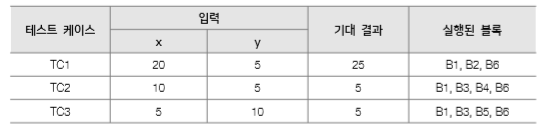 테스트 케이스 입력 기대 결과 실행된 블록
x y
TC1 20 5 25 B1, B2, B6
TC2 10 5 5 B1, B3, B4, B6
TC3 5 10 5 B1, B3, B5, B6